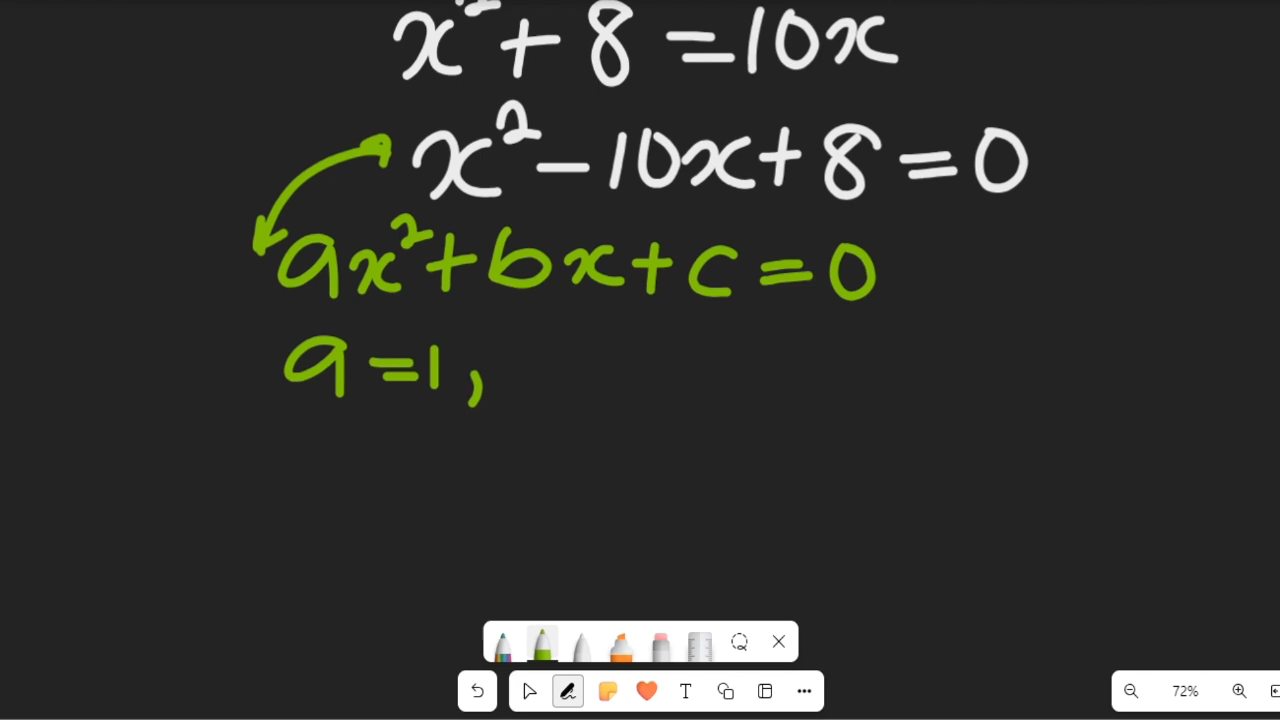 x² + 8 = 10x
x² - 10x + 8 = 0
ax² + bx + c = 0
a = 1,
T
72%